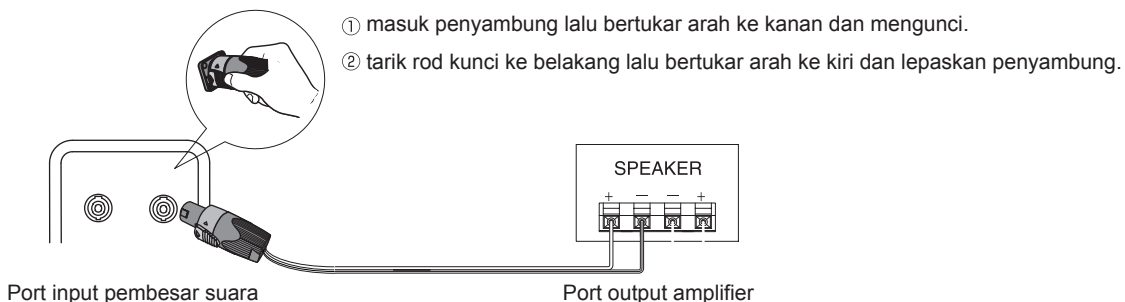 ① masuk penyambung lalu bertukar arah ke kanan dan mengunci.
② tarik rod kunci ke belakang lalu bertukar arah ke kiri dan lepaskan penyambung.
SPEAKER
+ — — +
Port input pembesar suara
Port output amplifier